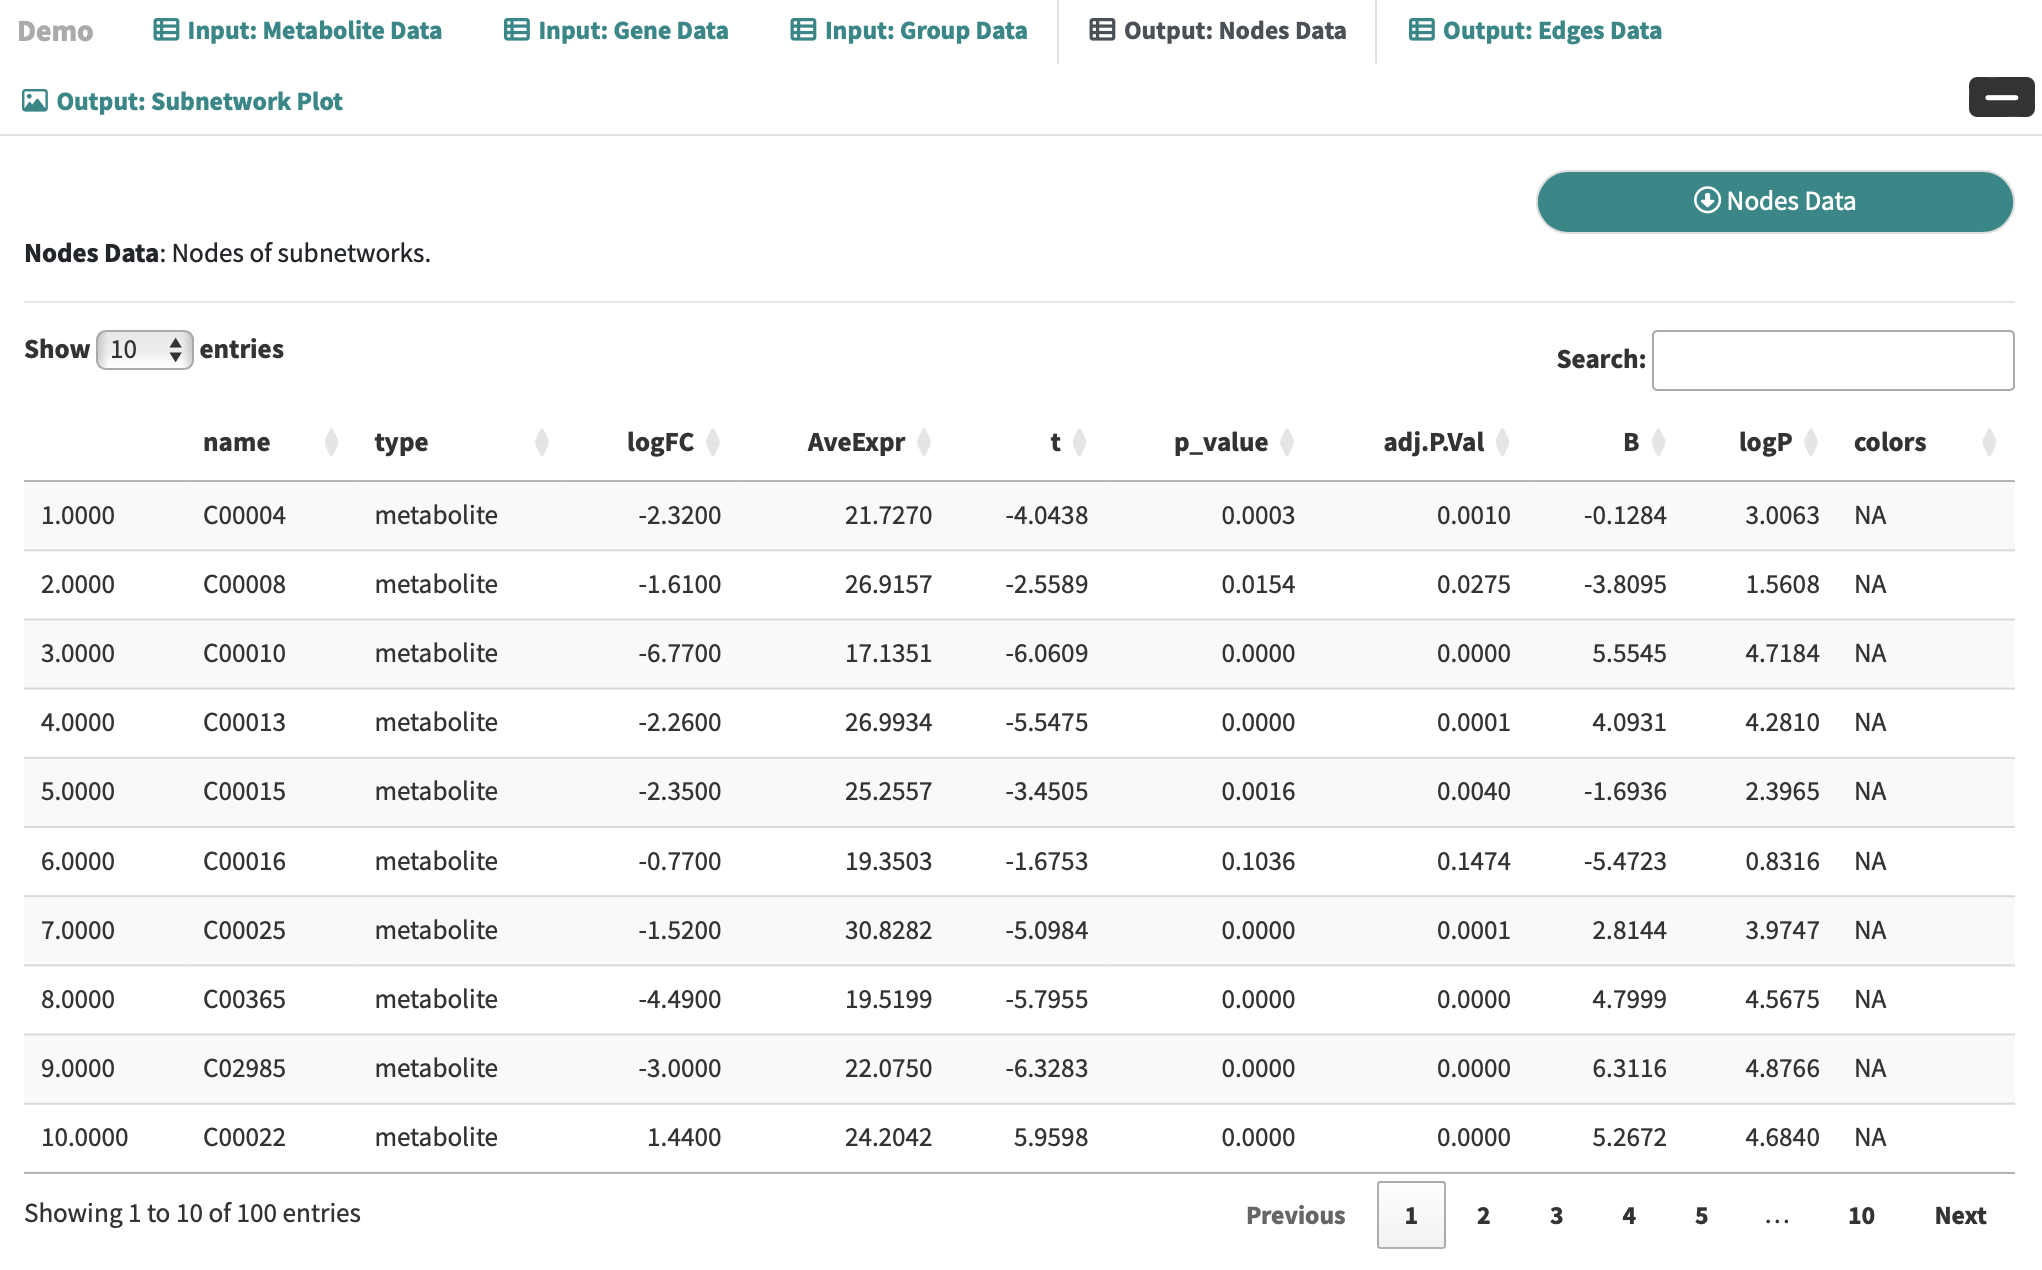 Demo Input: Metabolite Data Input: Gene Data Input: Group Data Output: Nodes Data Output: Edges Data
Output: Subnetwork Plot
Nodes Data
Nodes Data: Nodes of subnetworks.
Show 10 entries
Search:
name type logFC AveExpr t p_value adj.P.Val B logP colors
1.0000 C00004 metabolite -2.3200 21.7270 -4.0438 0.0003 0.0010 -0.1284 3.0063 NA
2.0000 C00008 metabolite -1.6100 26.9157 -2.5589 0.0154 0.0275 -3.8095 1.5608 NA
3.0000 C00010 metabolite -6.7700 17.1351 -6.0609 0.0000 0.0000 5.5545 4.7184 NA
4.0000 C00013 metabolite -2.2600 26.9934 -5.5475 0.0000 0.0001 4.0931 4.2810 NA
5.0000 C00015 metabolite -2.3500 25.2557 -3.4505 0.0016 0.0040 -1.6936 2.3965 NA
6.0000 C00016 metabolite -0.7700 19.3503 -1.6753 0.1036 0.1474 -5.4723 0.8316 NA
7.0000 C00025 metabolite -1.5200 30.8282 -5.0984 0.0000 0.0001 2.8144 3.9747 NA
8.0000 C00365 metabolite -4.4900 19.5199 -5.7955 0.0000 0.0000 4.7999 4.5675 NA
9.0000 C02985 metabolite -3.0000 22.0750 -6.3283 0.0000 0.0000 6.3116 4.8766 NA
10.0000 C00022 metabolite 1.4400 24.2042 5.9598 0.0000 0.0000 5.2672 4.6840 NA
Showing 1 to 10 of 100 entries
Previous 1 2 3 4 5 ... 10 Next